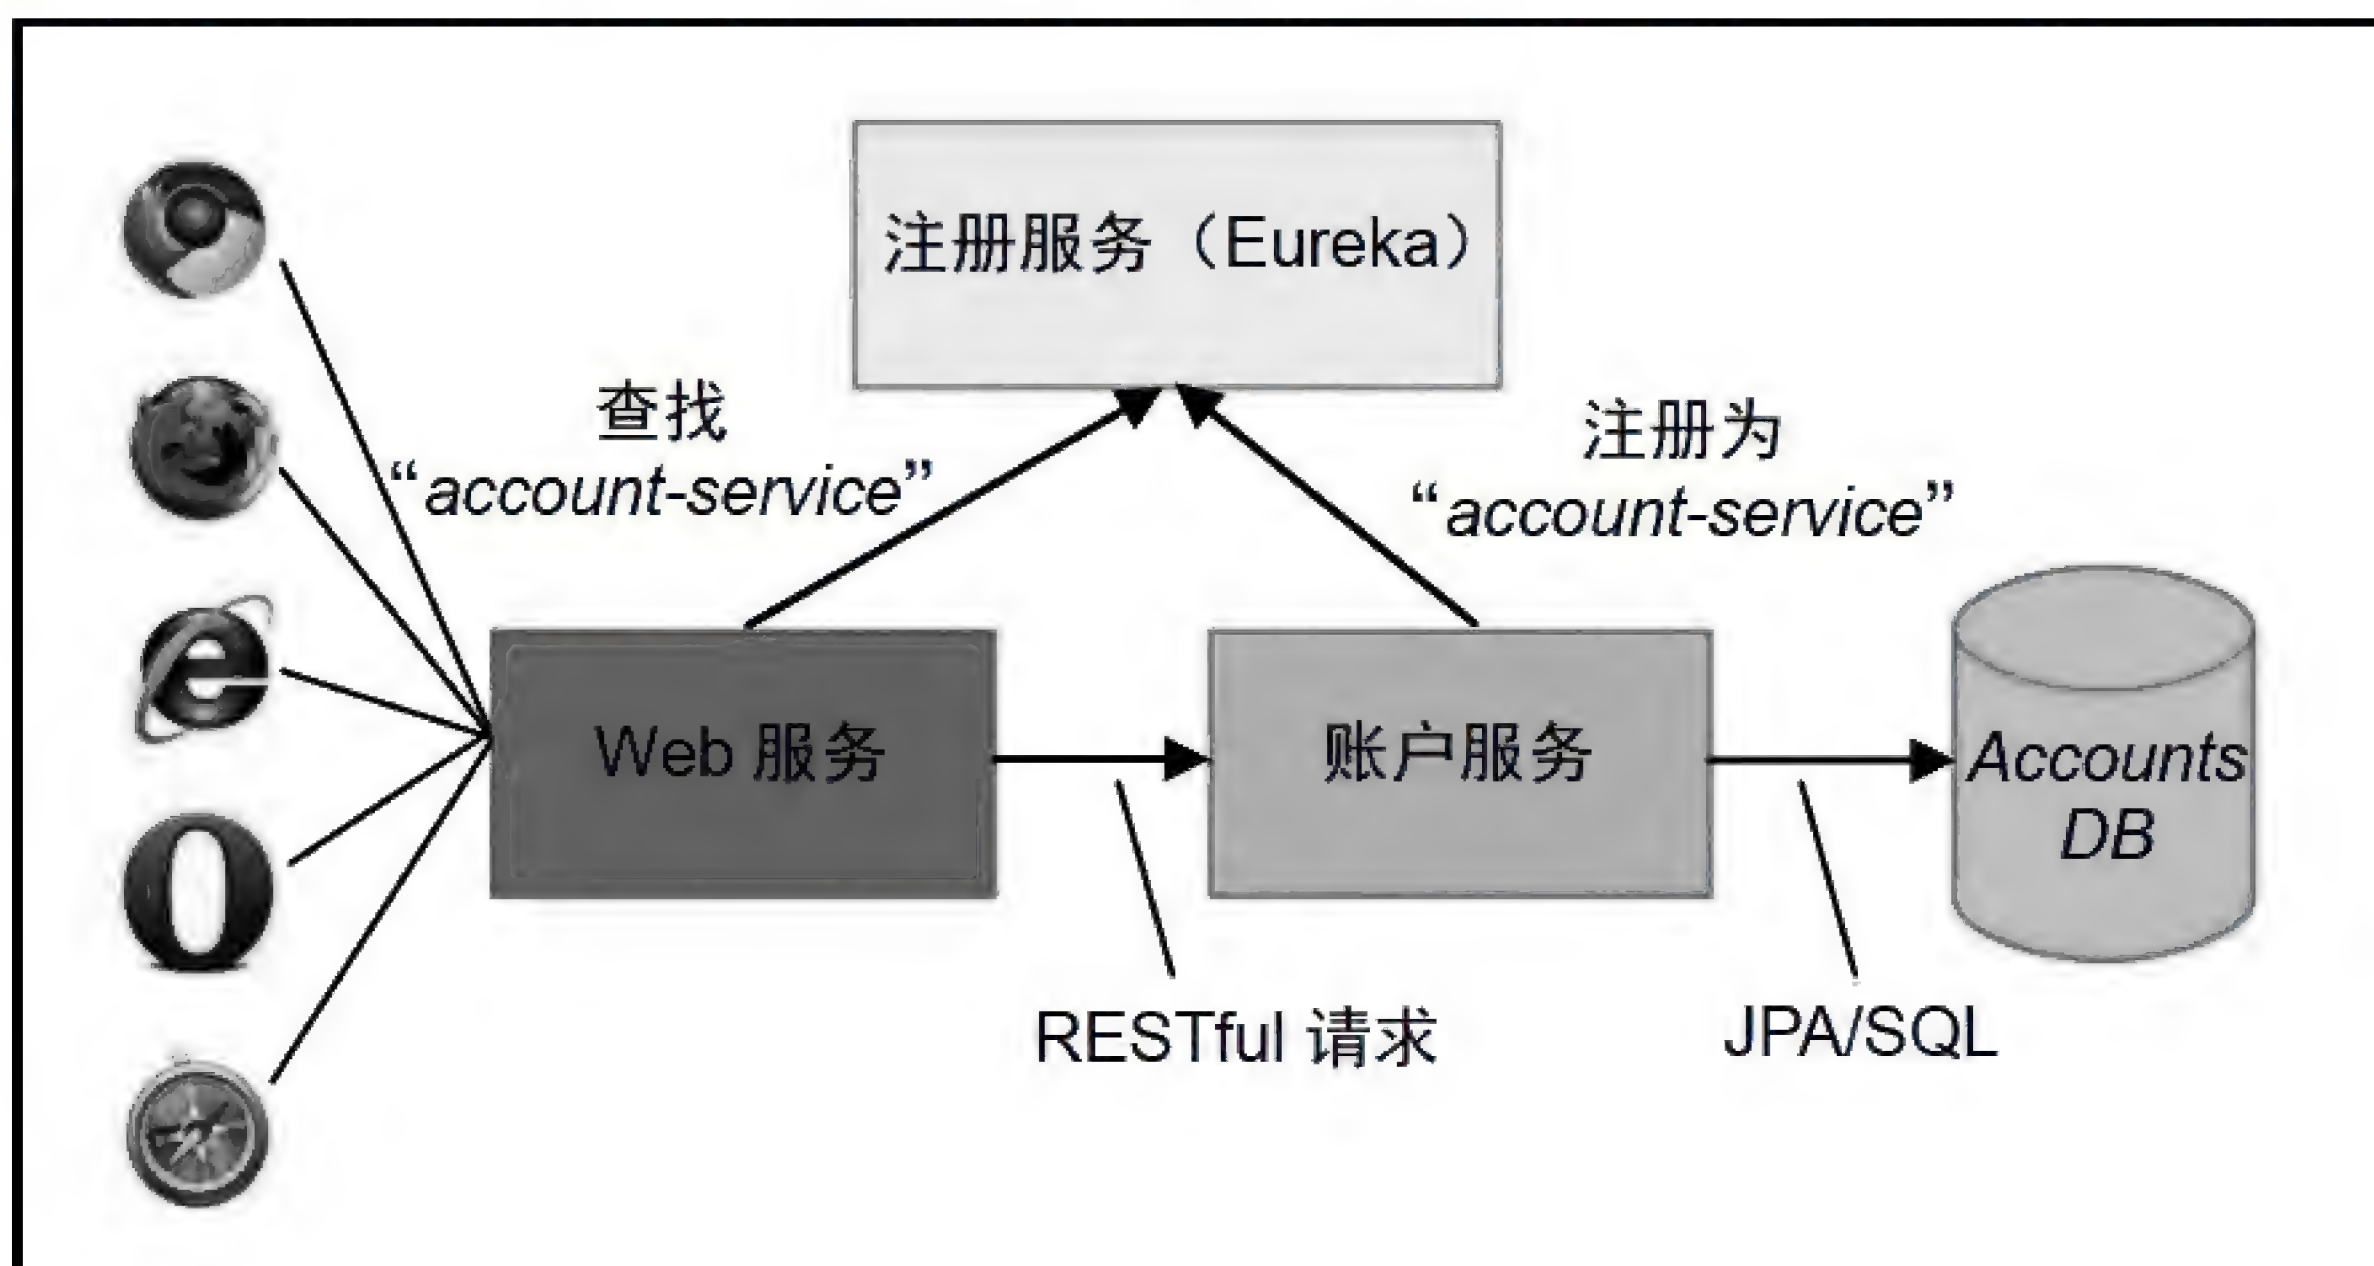 注册服务（Eureka）
查找
“account-service”
注册为
“account-service”
Web 服务
账户服务
Accounts
DB
RESTful 请求
JPA/SQL